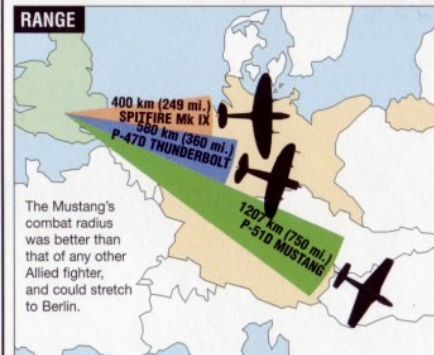 RANGE
400 km (249 mi.)
SPITFIRE Mk IX
580 km (360 mi.)
P-47D THUNDERBOLT
1207 km (750 mi.)
P-51D MUSTANG
The Mustang's
combat radius
was better than
that of any other
Allied fighter,
and could stretch
to Berlin.